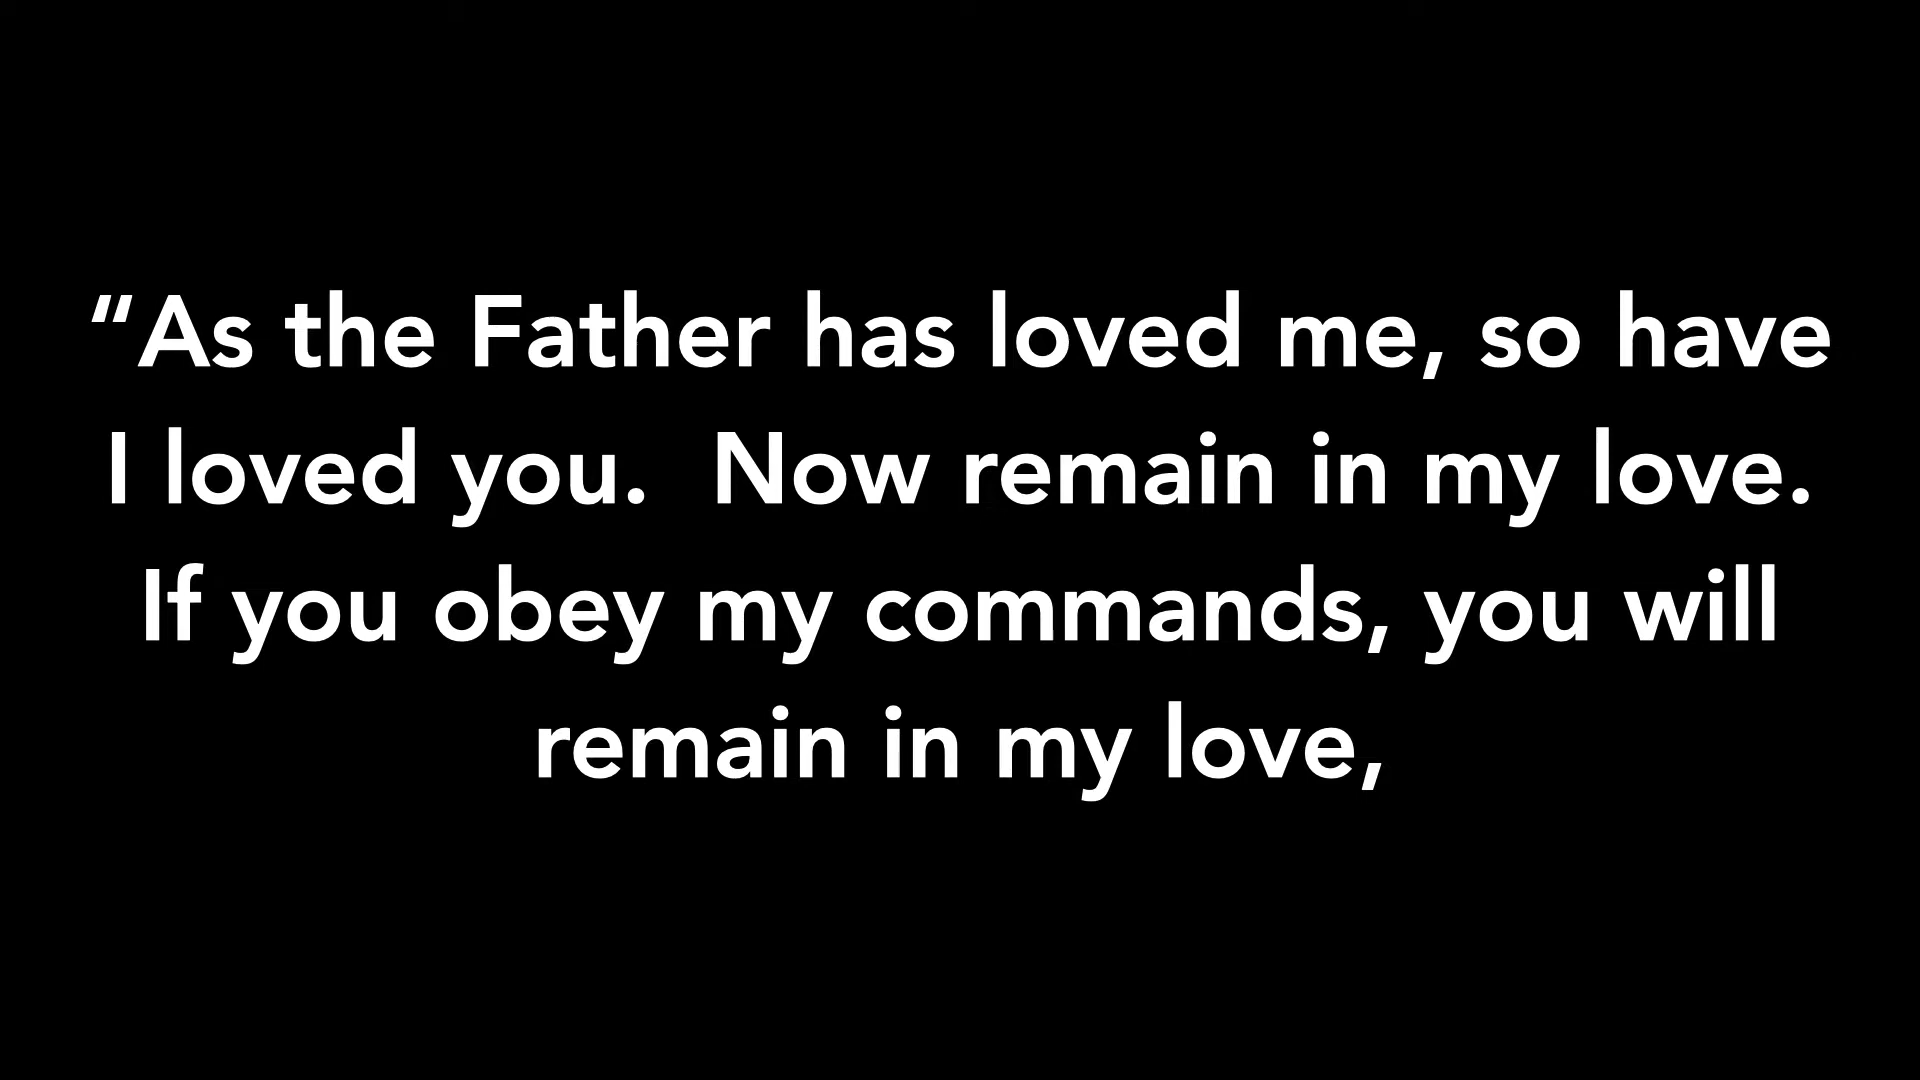 “As the Father has loved me, so have
I loved you.  Now remain in my love.
If you obey my commands, you will
remain in my love,